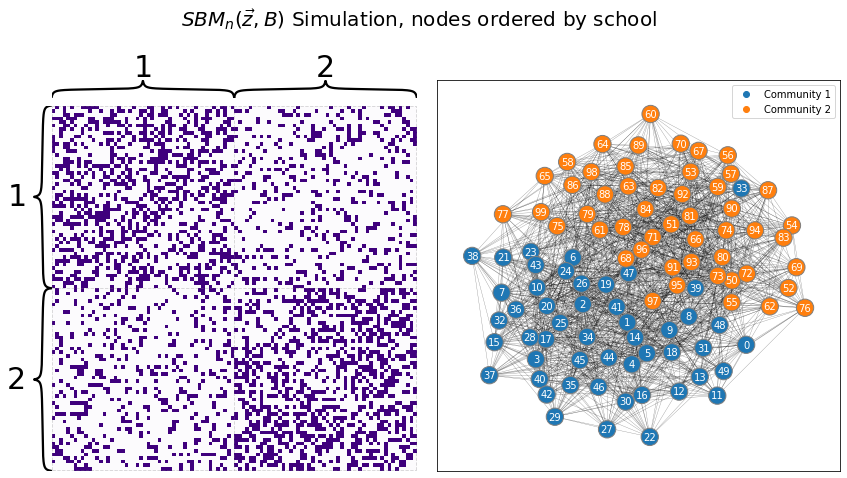 $SBM_n(\vec{z}, B)$ Simulation, nodes ordered by school
1 2
1
2
Community 1
Community 2
60
64 89 70 67 56
58 98 85 53 57
65 86 63 82 92 59 33 87
88
77 99 79 84 81 90
75 61 78 51 74 94 54
71 66 83
38 21 23 6 68 96 80
43 24 47 91 93 73 50 72 69
7 10 26 19 95 39 52
36 20 2 41 97 55 62 76
32 25 1 8 48
15 28 17 34 14 9 0
3 45 44 5 18 31
37 40 35 46 4 13 49
42 30 16 12 11
29 27 22